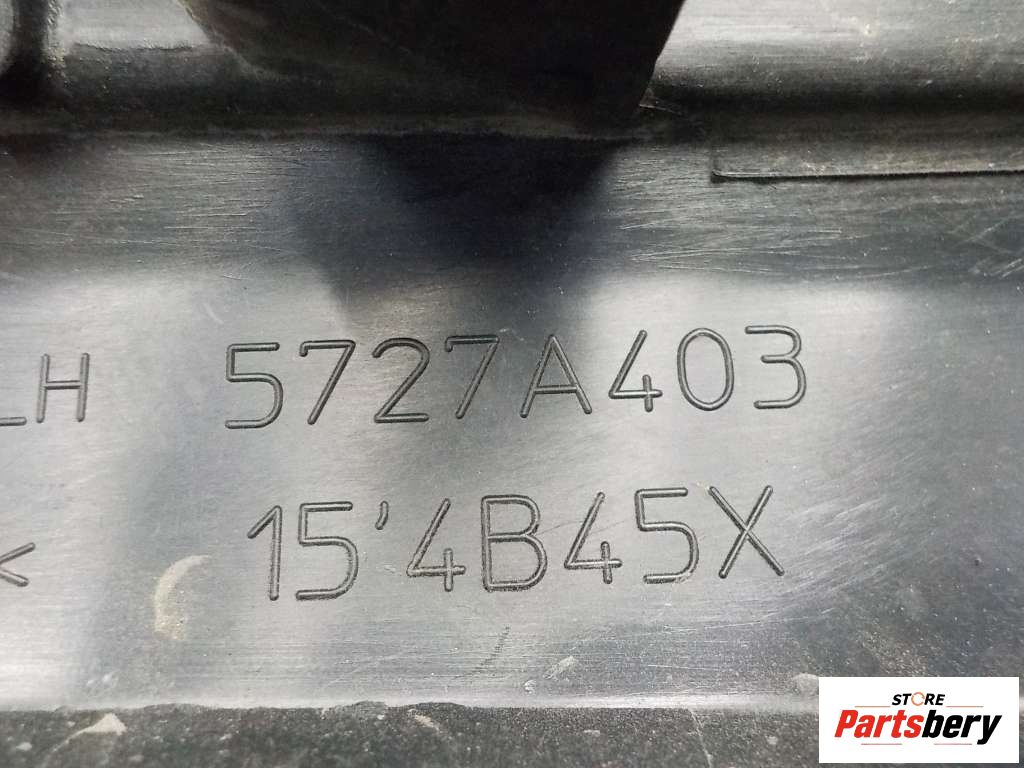 LH 5727A403
15'4B45X
<
STORE
Partsbery